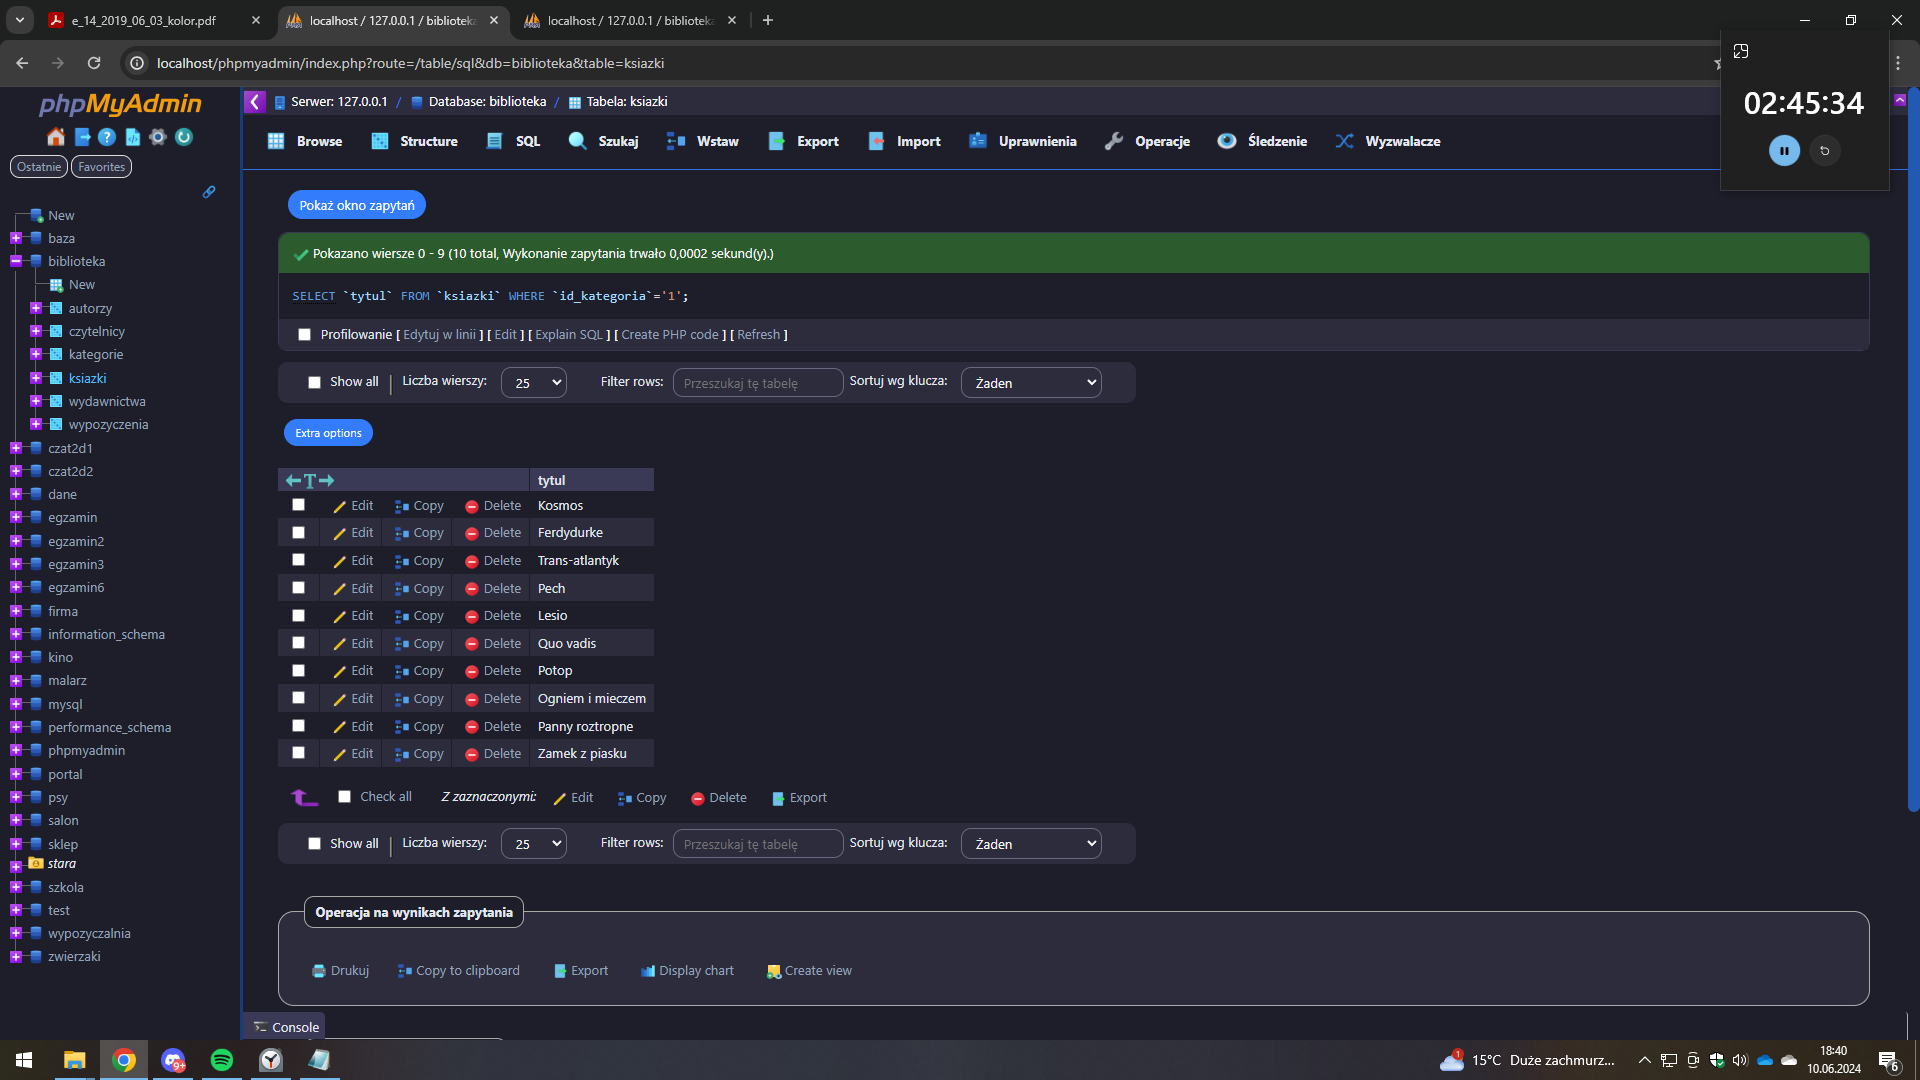 e_14_2019_06_03_kolor.pdf
localhost / 127.0.0.1 / biblioteka
localhost / 127.0.0.1 / biblioteka
localhost/phpmyadmin/index.php?route=/table/sql&db=biblioteka&table=ksiazki
02:45:34
phpMyAdmin
Ostatnie
Favorites
New
baza
biblioteka
New
autorzy
czytelnicy
kategorie
ksiazki
wydawnictwa
wypozyczenia
czat2d1
czat2d2
dane
egzamin
egzamin2
egzamin3
egzamin6
firma
information_schema
kino
malarz
mysql
performance_schema
phpmyadmin
portal
psy
salon
sklep
stara
szkola
test
wypozyczalnia
zwierzaki
Serwer: 127.0.0.1 / Database: biblioteka / Tabela: ksiazki
Browse Structure SQL Szukaj Wstaw Export Import Uprawnienia Operacje Śledzenie Wyzwalacze
Pokaż okno zapytań
Pokazano wiersze 0 - 9 (10 total, Wykonanie zapytania trwało 0,0002 sekund(y).)
SELECT `tytul` FROM `ksiazki` WHERE `id_kategoria`='1';
Profilowanie [ Edytuj w linii ] [ Edit ] [ Explain SQL ] [ Create PHP code ] [ Refresh ]
Show all | Liczba wierszy: 25 Filter rows: Przeszukaj tę tabelę Sortuj wg klucza: Żaden
Extra options
←T→ tytul
Edit Copy Delete Kosmos
Edit Copy Delete Ferdydurke
Edit Copy Delete Trans-atlantyk
Edit Copy Delete Pech
Edit Copy Delete Lesio
Edit Copy Delete Quo vadis
Edit Copy Delete Potop
Edit Copy Delete Ogniem i mieczem
Edit Copy Delete Panny roztropne
Edit Copy Delete Zamek z piasku
Check all Z zaznaczonymi: Edit Copy Delete Export
Show all | Liczba wierszy: 25 Filter rows: Przeszukaj tę tabelę Sortuj wg klucza: Żaden
Operacja na wynikach zapytania
Drukuj Copy to clipboard Export Display chart Create view
Console
9+
1
15°C Duże zachmurz...
18:40
10.06.2024
6